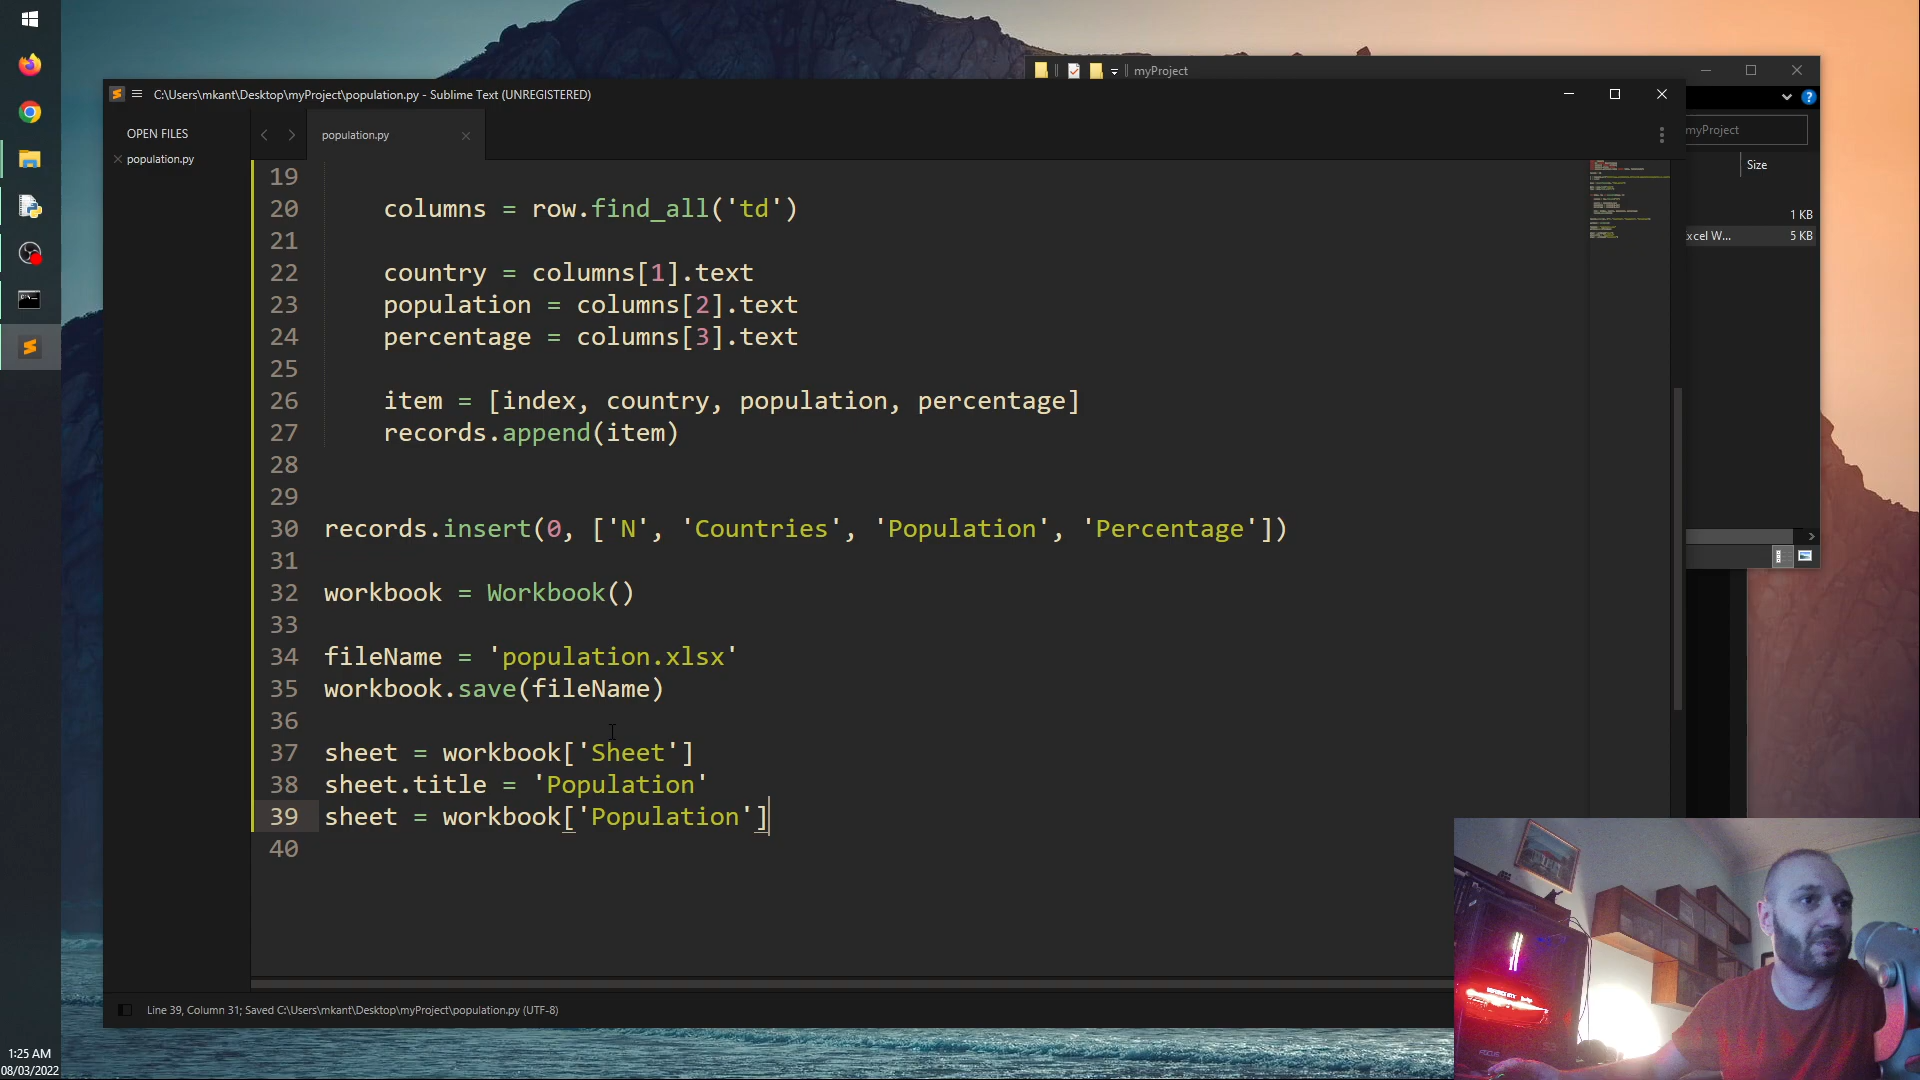 myProject
C:\Users\mkant\Desktop\myProject\population.py - Sublime Text (UNREGISTERED)
OPEN FILES
population.py
population.py
myProject
Size
1 KB
xcel W... 5 KB
19
20 columns = row.find_all('td')
21
22 country = columns[1].text
23 population = columns[2].text
24 percentage = columns[3].text
25
26 item = [index, country, population, percentage]
27 records.append(item)
28
29
30 records.insert(0, ['N', 'Countries', 'Population', 'Percentage'])
31
32 workbook = Workbook()
33
34 fileName = 'population.xlsx'
35 workbook.save(fileName)
36
37 sheet = workbook['Sheet']
38 sheet.title = 'Population'
39 sheet = workbook['Population']
40
Line 39, Column 31; Saved C:\Users\mkant\Desktop\myProject\population.py (UTF-8)
1:25 AM
08/03/2022